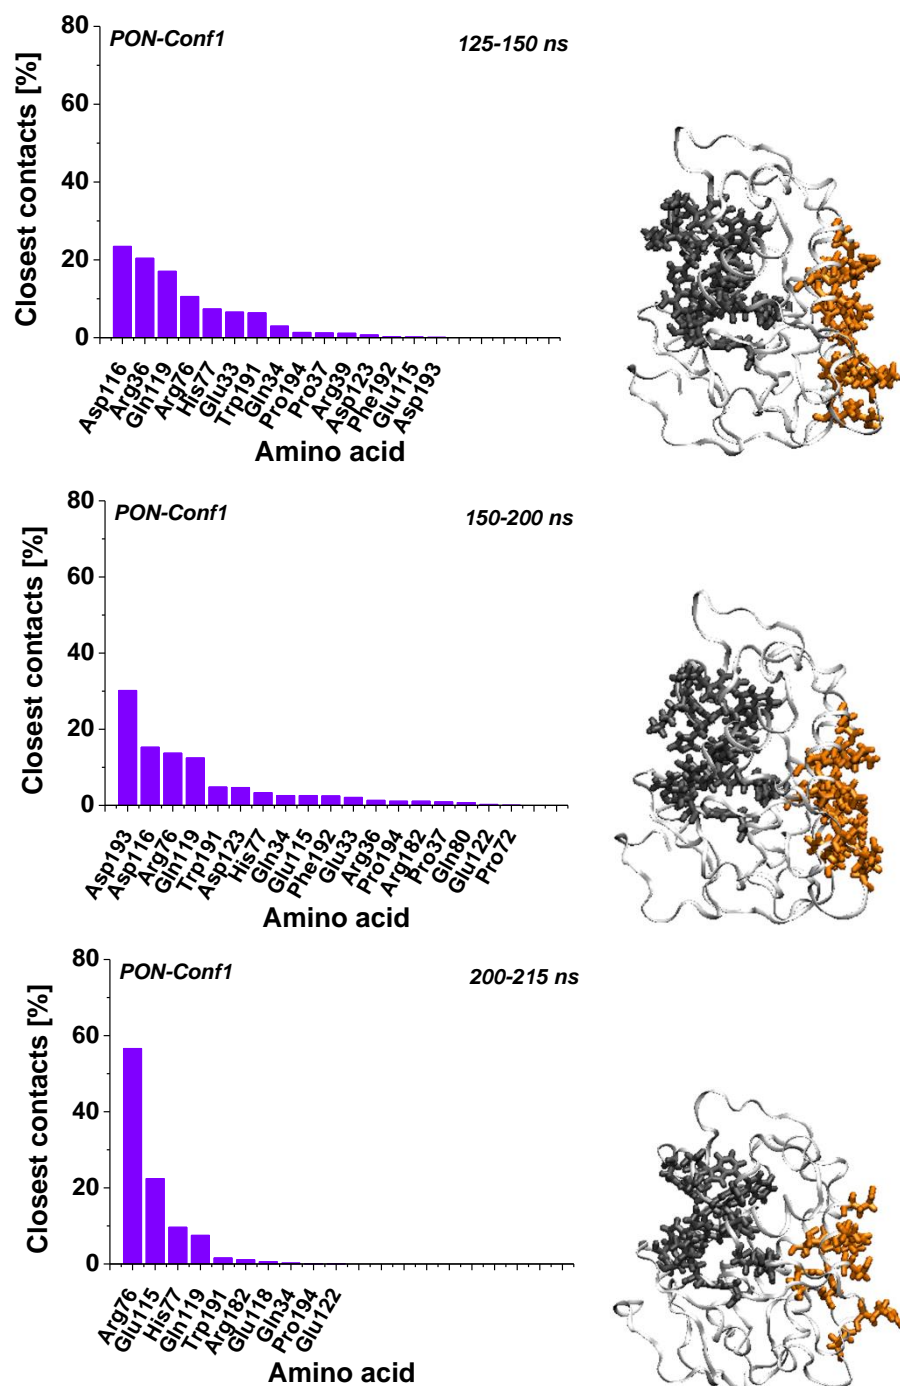 PON-Conf1
125-150 ns
Closest contacts [%]
80
60
40
20
0
Asp116
Arg36
Gln119
Arg76
His77
Glu33
Trp191
Gln34
Pro194
Pro37
Arg39
Asp123
Phe192
Glu115
Asp193
Amino acid
PON-Conf1
150-200 ns
Closest contacts [%]
80
60
40
20
0
Asp193
Asp116
Arg76
Gln119
Trp191
Asp123
His77
Gln34
Glu115
Phe192
Glu33
Arg36
Pro194
Arg182
Pro37
Gln80
Glu122
Pro72
Amino acid
PON-Conf1
200-215 ns
Closest contacts [%]
80
60
40
20
0
Arg76
Glu115
His77
Gln119
Trp191
Arg182
Glu118
Gln34
Pro194
Glu122
Amino acid